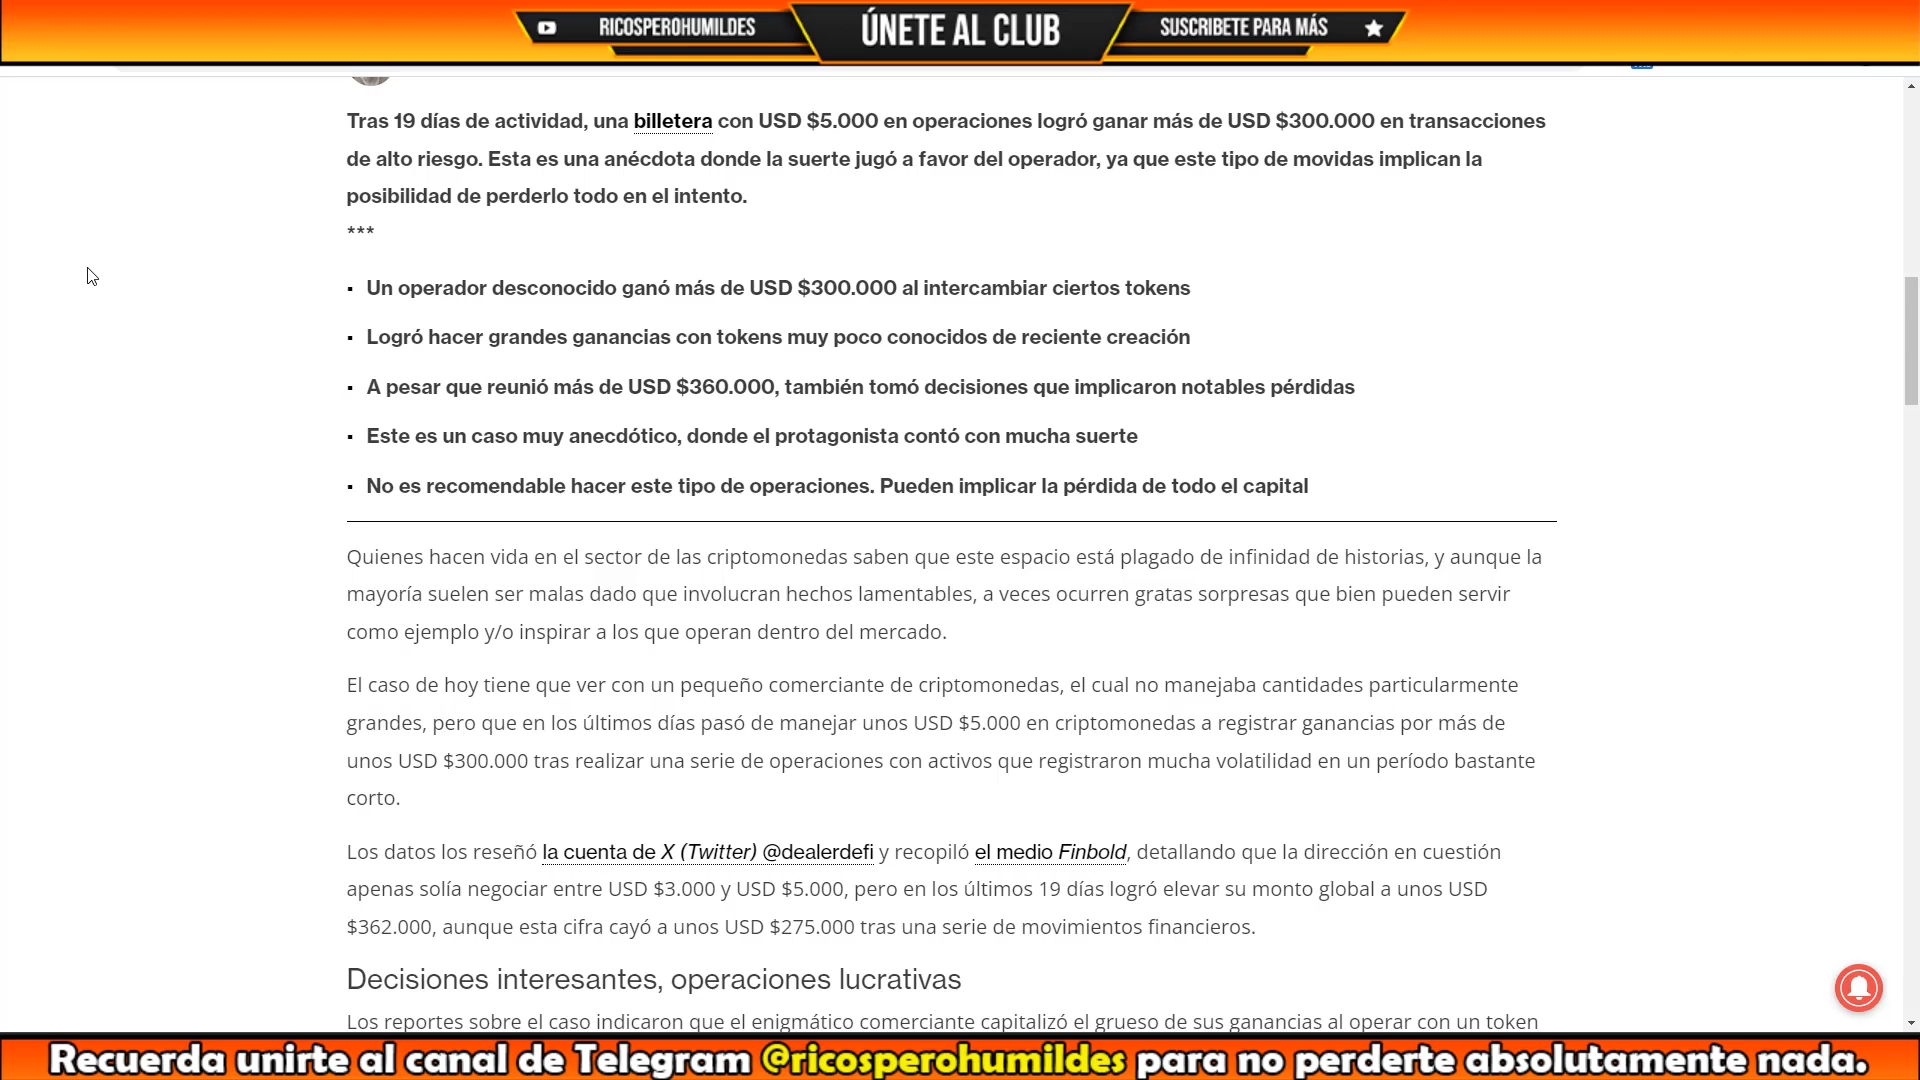 RICOSPEROHUMILDES
ÚNETE AL CLUB
SUSCRIBETE PARA MÁS
Tras 19 días de actividad, una billetera con USD $5.000 en operaciones logró ganar más de USD $300.000 en transacciones
de alto riesgo. Esta es una anécdota donde la suerte jugó a favor del operador, ya que este tipo de movidas implican la
posibilidad de perderlo todo en el intento.
***
▪ Un operador desconocido ganó más de USD $300.000 al intercambiar ciertos tokens
▪ Logró hacer grandes ganancias con tokens muy poco conocidos de reciente creación
▪ A pesar que reunió más de USD $360.000, también tomó decisiones que implicaron notables pérdidas
▪ Este es un caso muy anecdótico, donde el protagonista contó con mucha suerte
▪ No es recomendable hacer este tipo de operaciones. Pueden implicar la pérdida de todo el capital
Quienes hacen vida en el sector de las criptomonedas saben que este espacio está plagado de infinidad de historias, y aunque la
mayoría suelen ser malas dado que involucran hechos lamentables, a veces ocurren gratas sorpresas que bien pueden servir
como ejemplo y/o inspirar a los que operan dentro del mercado.
El caso de hoy tiene que ver con un pequeño comerciante de criptomonedas, el cual no manejaba cantidades particularmente
grandes, pero que en los últimos días pasó de manejar unos USD $5.000 en criptomonedas a registrar ganancias por más de
unos USD $300.000 tras realizar una serie de operaciones con activos que registraron mucha volatilidad en un período bastante
corto.
Los datos los reseñó la cuenta de X (Twitter) @dealerdefi y recopiló el medio Finbold, detallando que la dirección en cuestión
apenas solía negociar entre USD $3.000 y USD $5.000, pero en los últimos 19 días logró elevar su monto global a unos USD
$362.000, aunque esta cifra cayó a unos USD $275.000 tras una serie de movimientos financieros.
Decisiones interesantes, operaciones lucrativas
Los reportes sobre el caso indicaron que el enigmático comerciante capitalizó el grueso de sus ganancias al operar con un token
Recuerda unirte al canal de Telegram @ricosperohumildes para no perderte absolutamente nada.